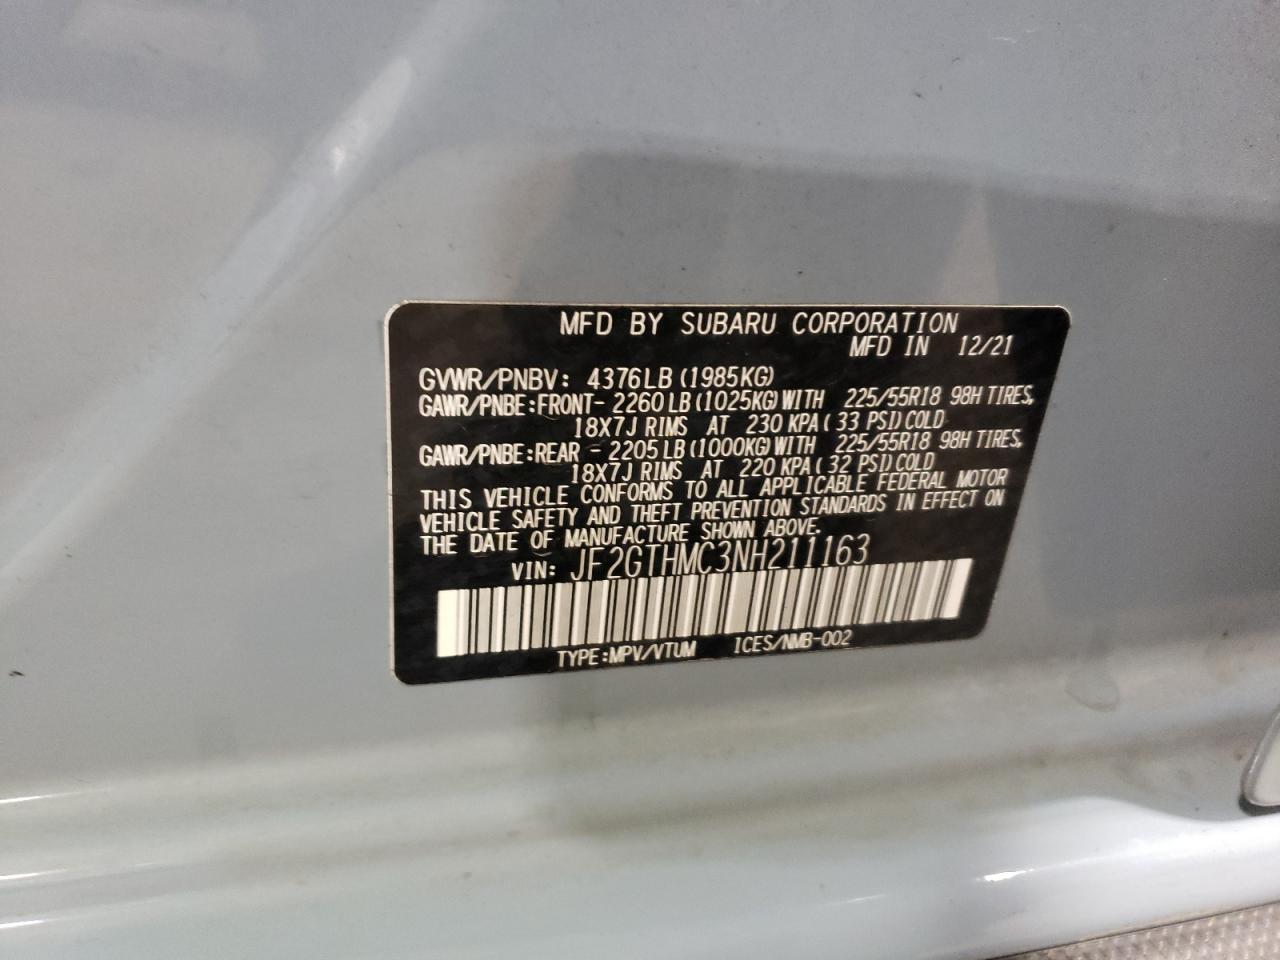 MFD BY SUBARU CORPORATION
MFD IN 12/21
GVWR/PNBV: 4376LB (1985KG)
GAWR/PNBE:FRONT- 2260LB (1025KG) WITH 225/55R18 98H TIRES,
18X7J RIMS AT 230 KPA ( 33 PSI) COLD
GAWR/PNBE:REAR - 2205LB (1000KG) WITH 225/55R18 98H TIRES,
18X7J RIMS AT 220 KPA ( 32 PSI) COLD
THIS VEHICLE CONFORMS TO ALL APPLICABLE FEDERAL MOTOR
VEHICLE SAFETY AND THEFT PREVENTION STANDARDS IN EFFECT ON
THE DATE OF MANUFACTURE SHOWN ABOVE.
VIN: JF2GTHMC3NH211163
TYPE:MPV/VTUM ICES/NMB-002